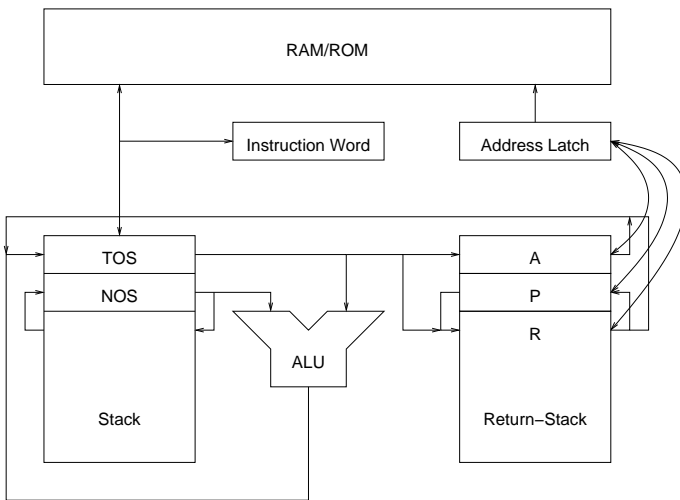 RAM/ROM
Instruction Word
Address Latch
TOS
A
NOS
P
R
ALU
Stack
Return−Stack